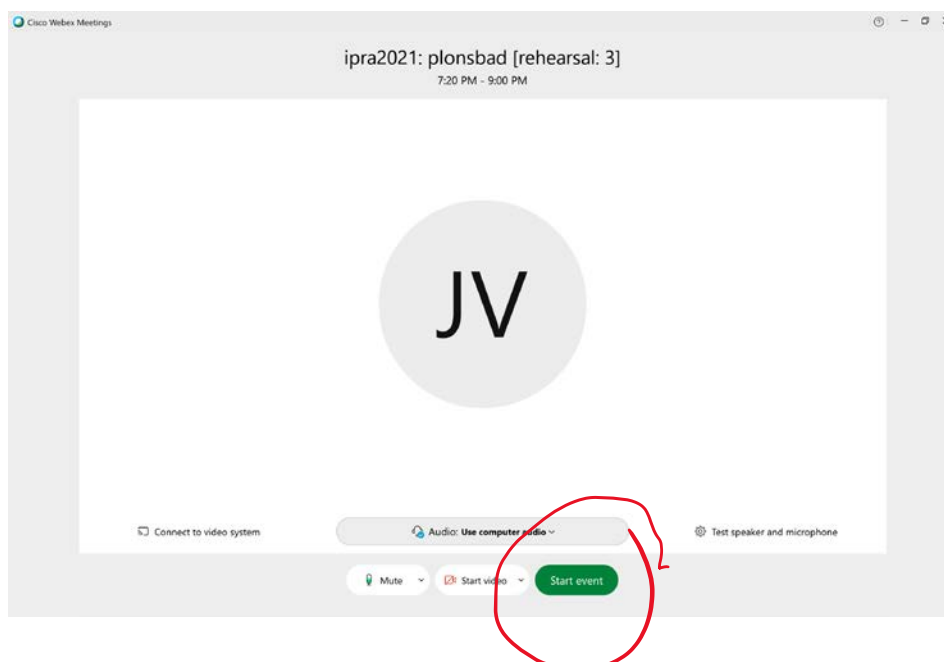 Cisco Webex Meetings
ipra2021: plonsbad [rehearsal: 3]
7:20 PM - 9:00 PM
JV
Connect to video system
Audio: Use computer audio
Test speaker and microphone
Mute
Start video
Start event